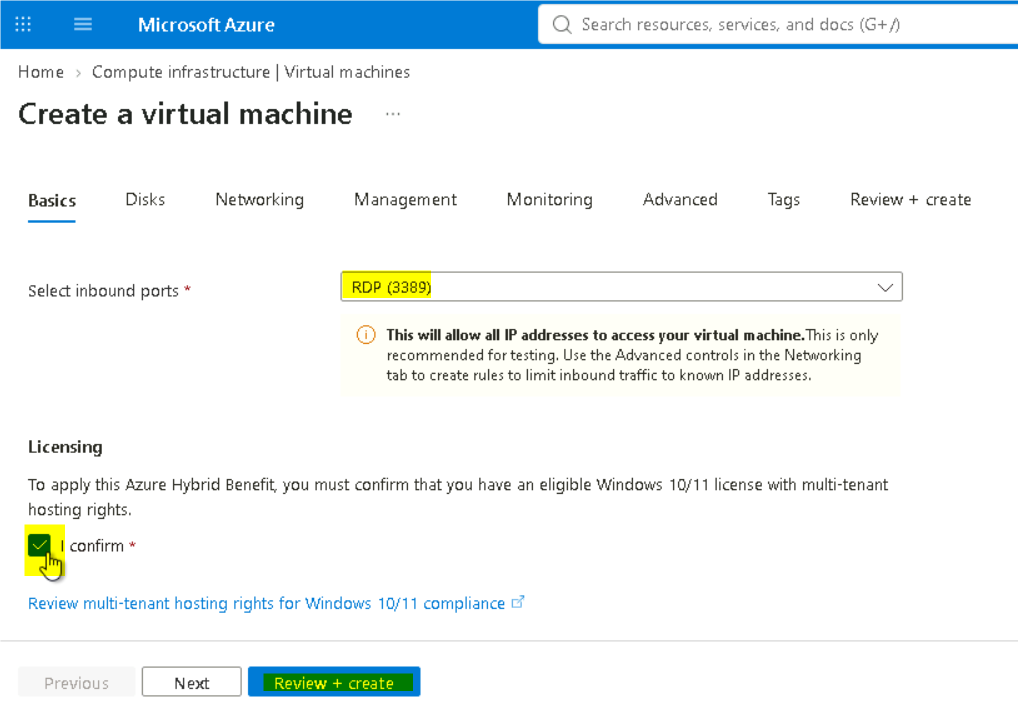 Microsoft Azure
Search resources, services, and docs (G+/)
Home > Compute infrastructure | Virtual machines
Create a virtual machine ...
Basics Disks Networking Management Monitoring Advanced Tags Review + create
Select inbound ports *
RDP (3389)
This will allow all IP addresses to access your virtual machine.This is only
recommended for testing. Use the Advanced controls in the Networking
tab to create rules to limit inbound traffic to known IP addresses.
Licensing
To apply this Azure Hybrid Benefit, you must confirm that you have an eligible Windows 10/11 license with multi-tenant
hosting rights.
I confirm *
Review multi-tenant hosting rights for Windows 10/11 compliance
Previous Next Review + create